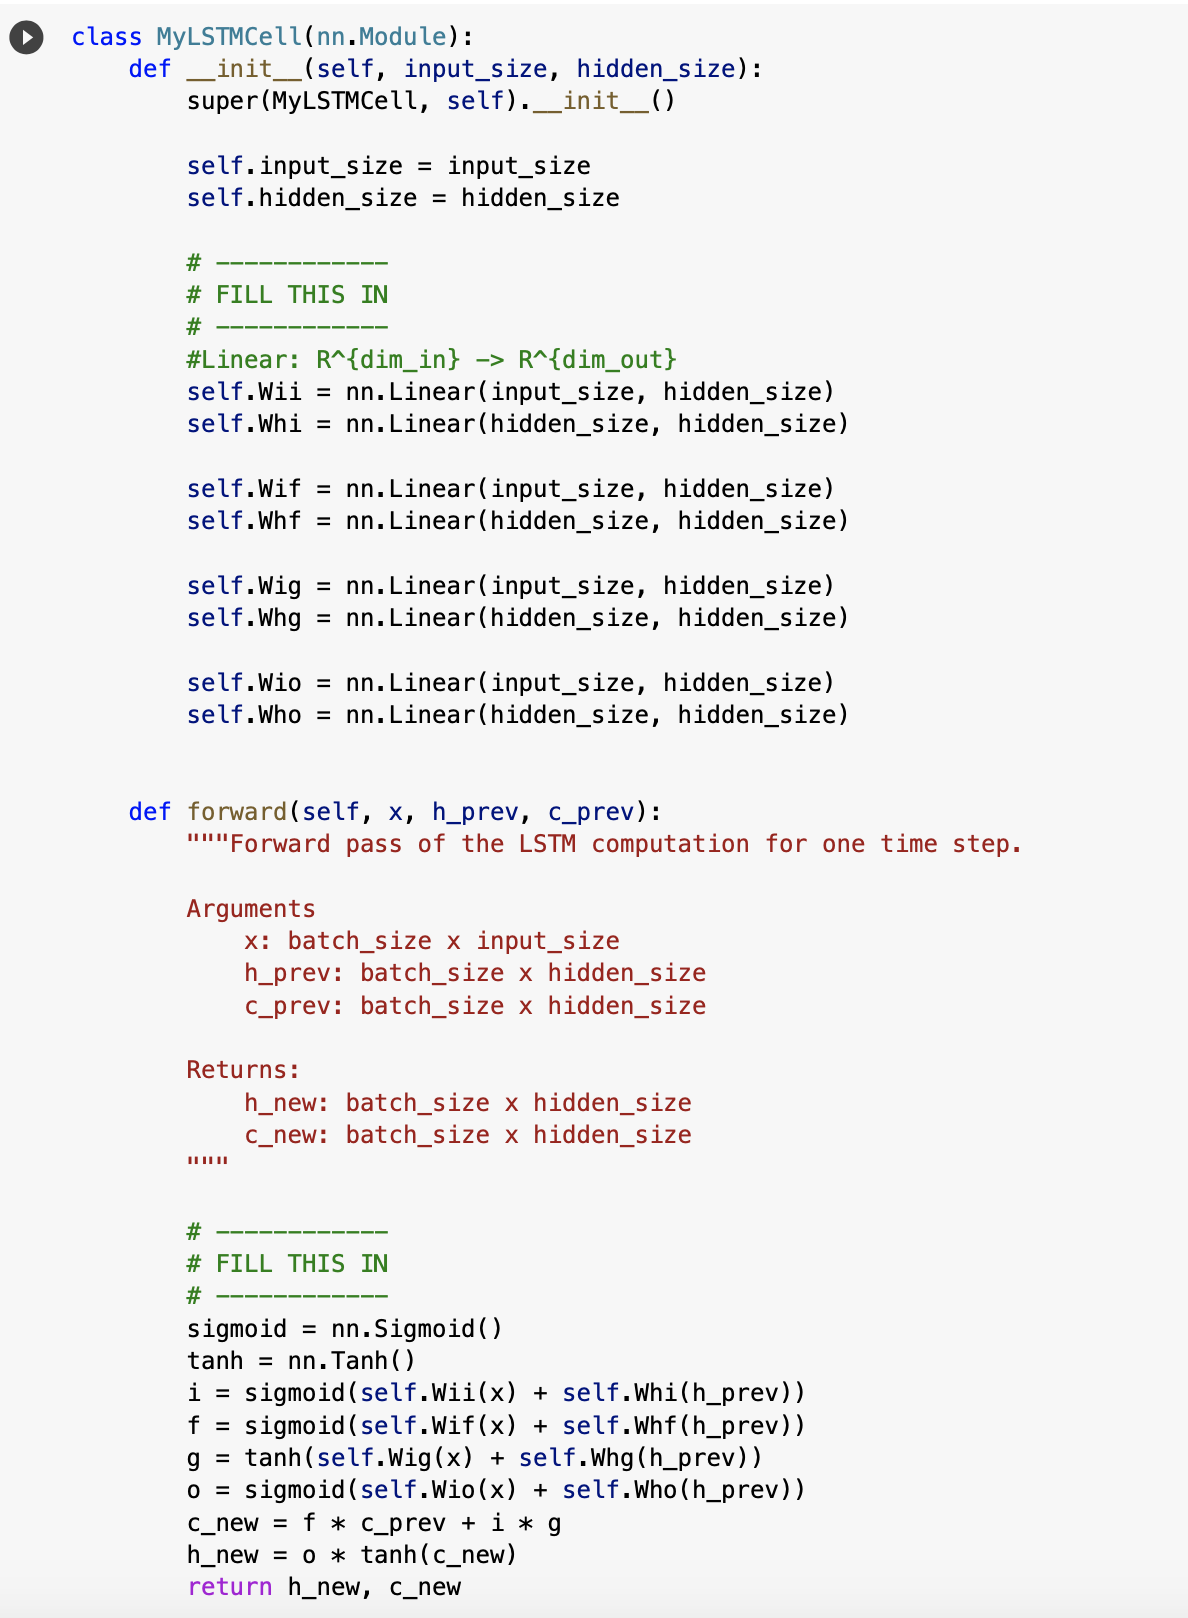 class MyLSTMCell(nn.Module):
    def __init__(self, input_size, hidden_size):
        super(MyLSTMCell, self).__init__()

        self.input_size = input_size
        self.hidden_size = hidden_size

        # ------------
        # FILL THIS IN
        # ------------
        #Linear: R^{dim_in} -> R^{dim_out}
        self.Wii = nn.Linear(input_size, hidden_size)
        self.Whi = nn.Linear(hidden_size, hidden_size)

        self.Wif = nn.Linear(input_size, hidden_size)
        self.Whf = nn.Linear(hidden_size, hidden_size)

        self.Wig = nn.Linear(input_size, hidden_size)
        self.Whg = nn.Linear(hidden_size, hidden_size)

        self.Wio = nn.Linear(input_size, hidden_size)
        self.Who = nn.Linear(hidden_size, hidden_size)


    def forward(self, x, h_prev, c_prev):
        """Forward pass of the LSTM computation for one time step.

        Arguments
            x: batch_size x input_size
            h_prev: batch_size x hidden_size
            c_prev: batch_size x hidden_size

        Returns:
            h_new: batch_size x hidden_size
            c_new: batch_size x hidden_size
        """

        # ------------
        # FILL THIS IN
        # ------------
        sigmoid = nn.Sigmoid()
        tanh = nn.Tanh()
        i = sigmoid(self.Wii(x) + self.Whi(h_prev))
        f = sigmoid(self.Wif(x) + self.Whf(h_prev))
        g = tanh(self.Wig(x) + self.Whg(h_prev))
        o = sigmoid(self.Wio(x) + self.Who(h_prev))
        c_new = f * c_prev + i * g
        h_new = o * tanh(c_new)
        return h_new, c_new